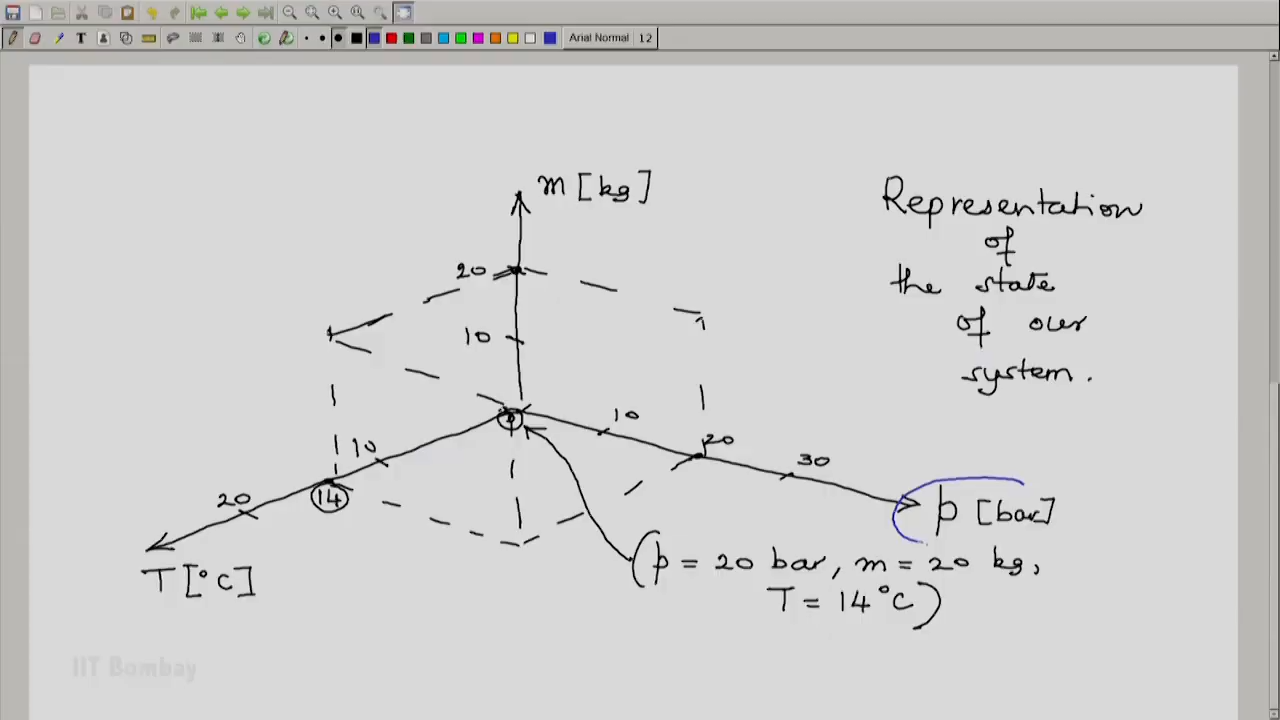 Arial Normal 12
m [kg]
Representation
of
the state
of our
system.
20
10
10
20
30
10
14
20
p [bar]
T [°C]
(p = 20 bar, m = 20 kg,
T = 14°C)
IIT Bombay